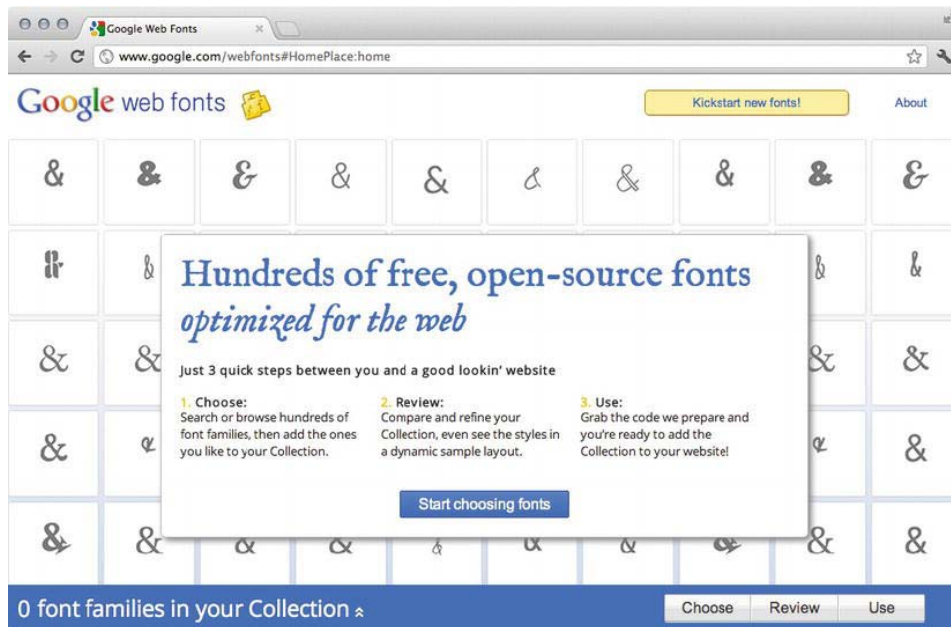 Google Web Fonts
www.google.com/webfonts#HomePlace:home
Google web fonts
Kickstart new fonts!
About
& & & & & & & & & &
& & & &
& & & &
& & & &
& & & & & & & & & &
Hundreds of free, open-source fonts
optimized for the web
Just 3 quick steps between you and a good lookin’ website
1. Choose:
Search or browse hundreds of
font families, then add the ones
you like to your Collection.
2. Review:
Compare and refine your
Collection, even see the styles in
a dynamic sample layout.
3. Use:
Grab the code we prepare and
you’re ready to add the
Collection to your website!
Start choosing fonts
0 font families in your Collection
Choose
Review
Use